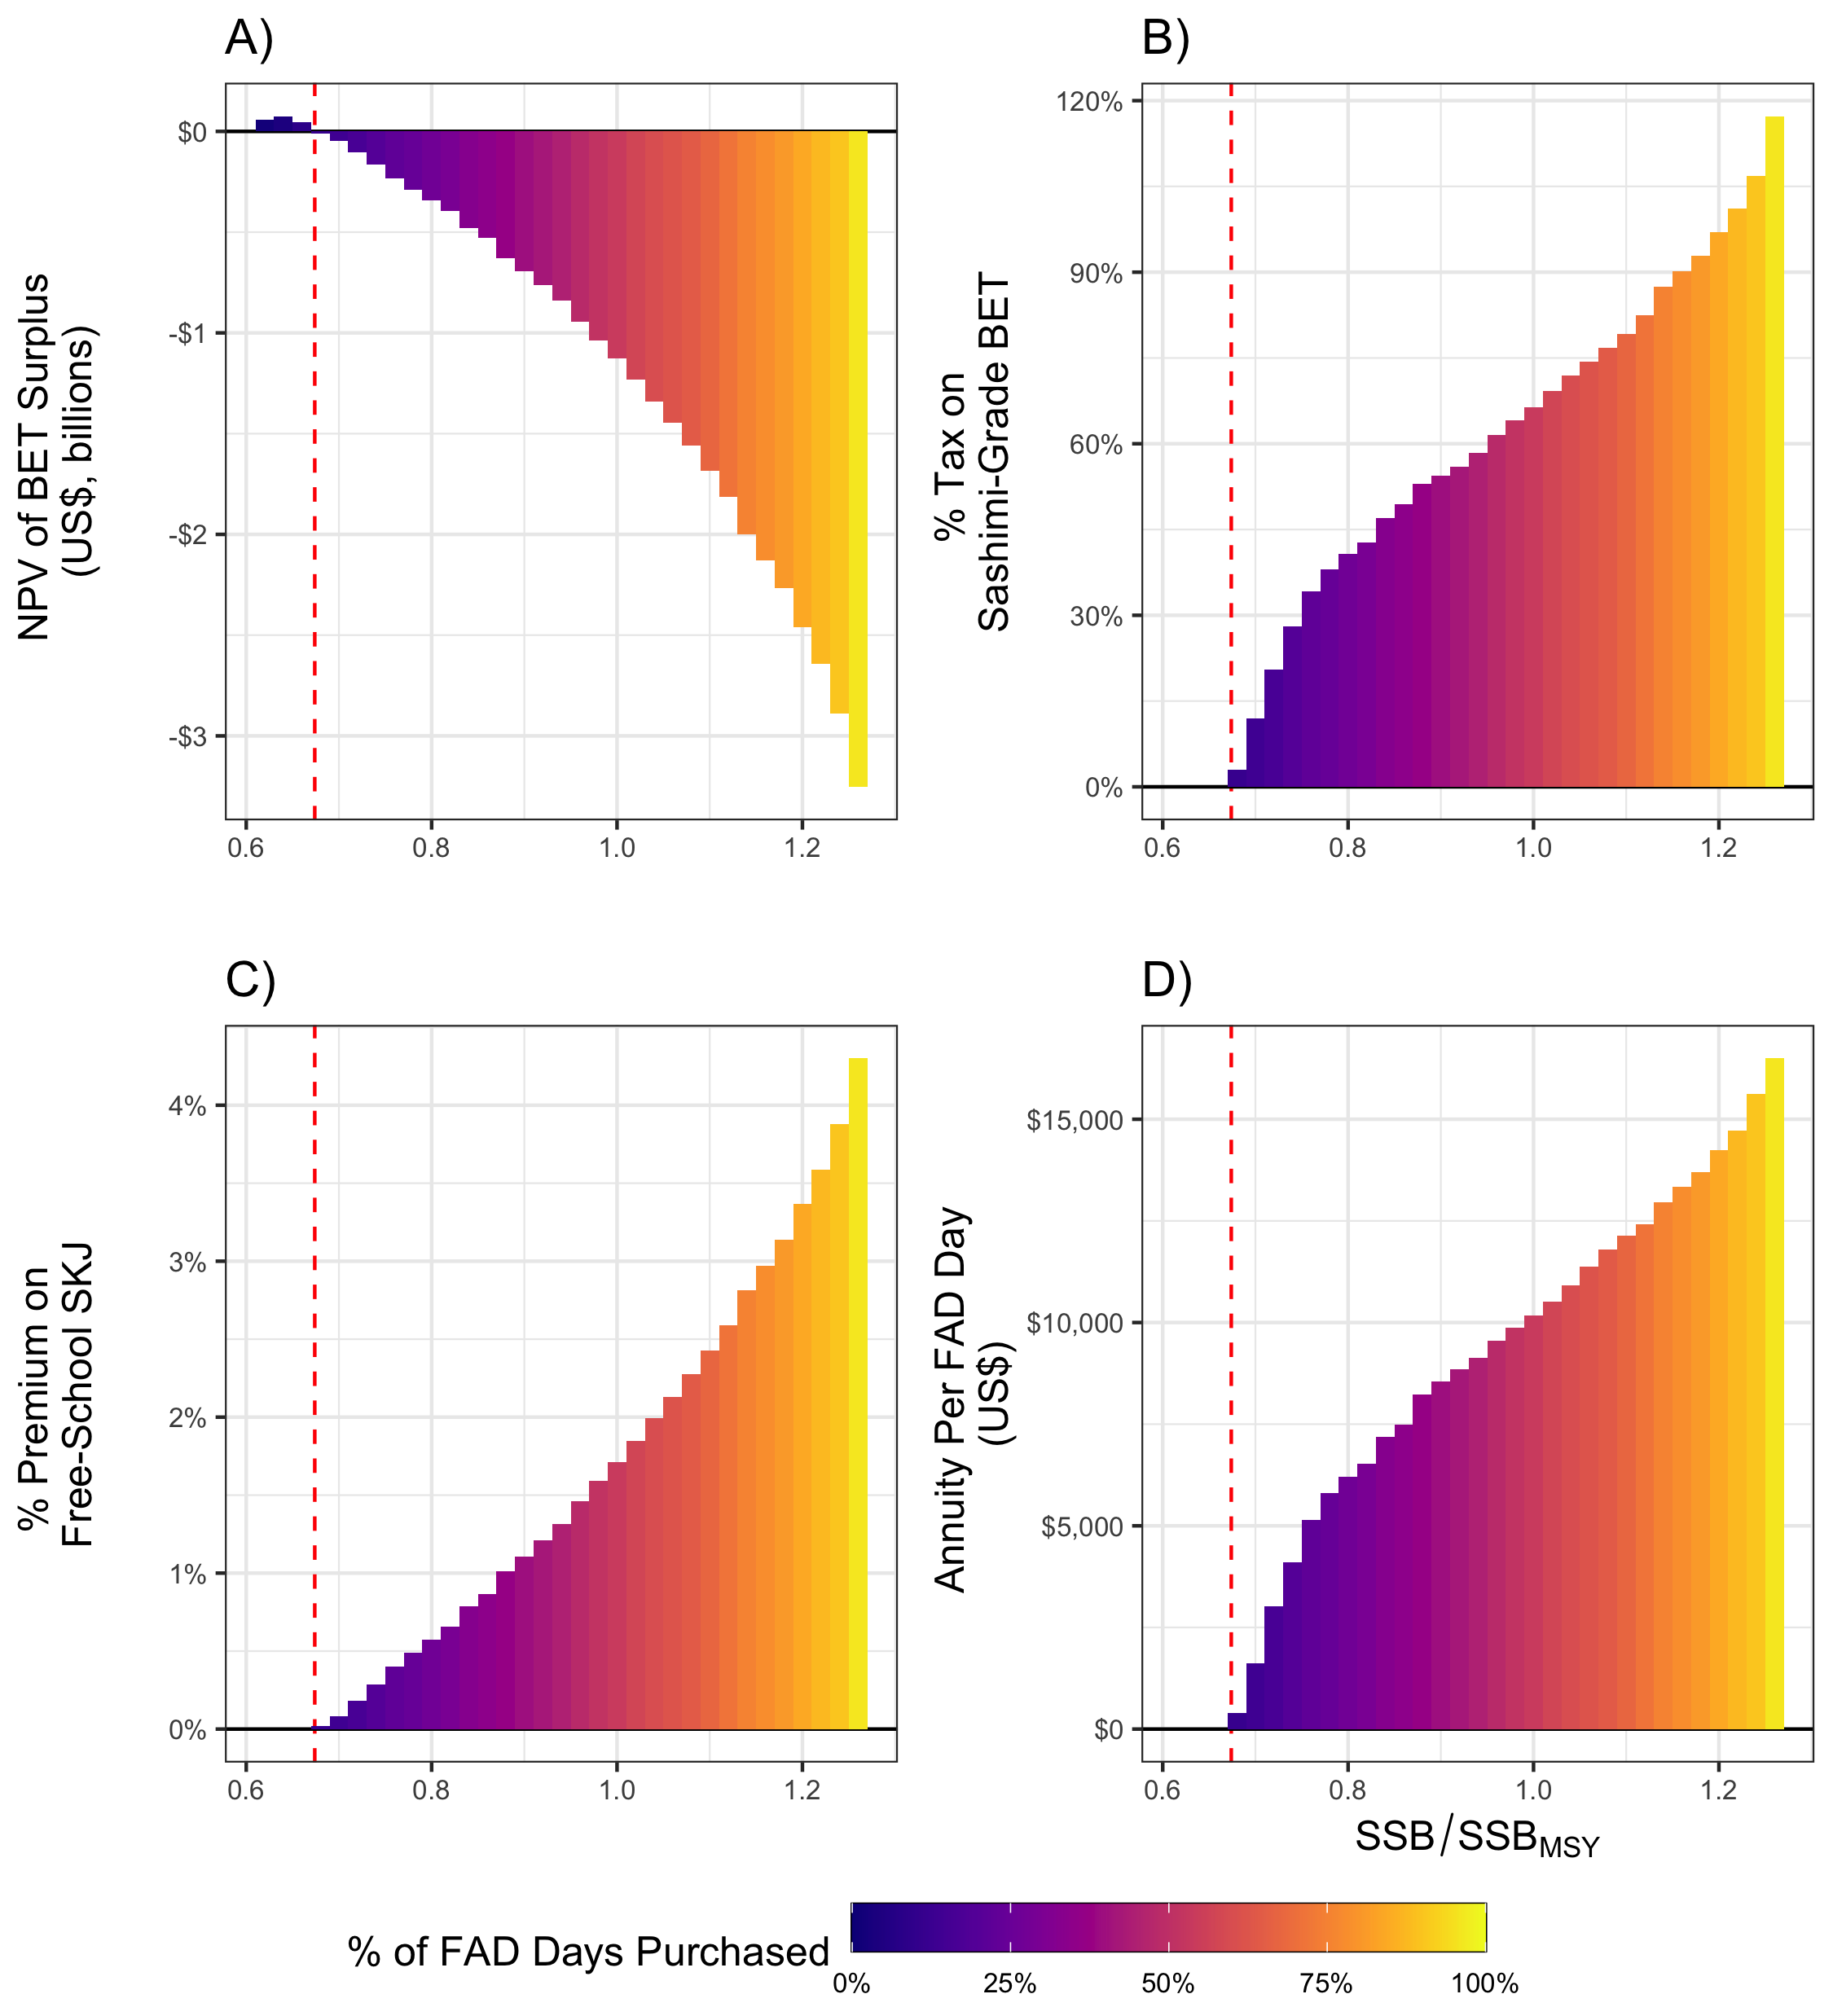 A)
NPV of BET Surplus
(US$, billions)
$0
-$1
-$2
-$3
0.6 0.8 1.0 1.2
B)
% Tax on
Sashimi-Grade BET
120%
90%
60%
30%
0%
0.6 0.8 1.0 1.2
C)
% Premium on
Free-School SKJ
4%
3%
2%
1%
0%
0.6 0.8 1.0 1.2
D)
Annuity Per FAD Day
(US$)
$15,000
$10,000
$5,000
$0
0.6 0.8 1.0 1.2
SSB/SSBMSY
% of FAD Days Purchased
0% 25% 50% 75% 100%